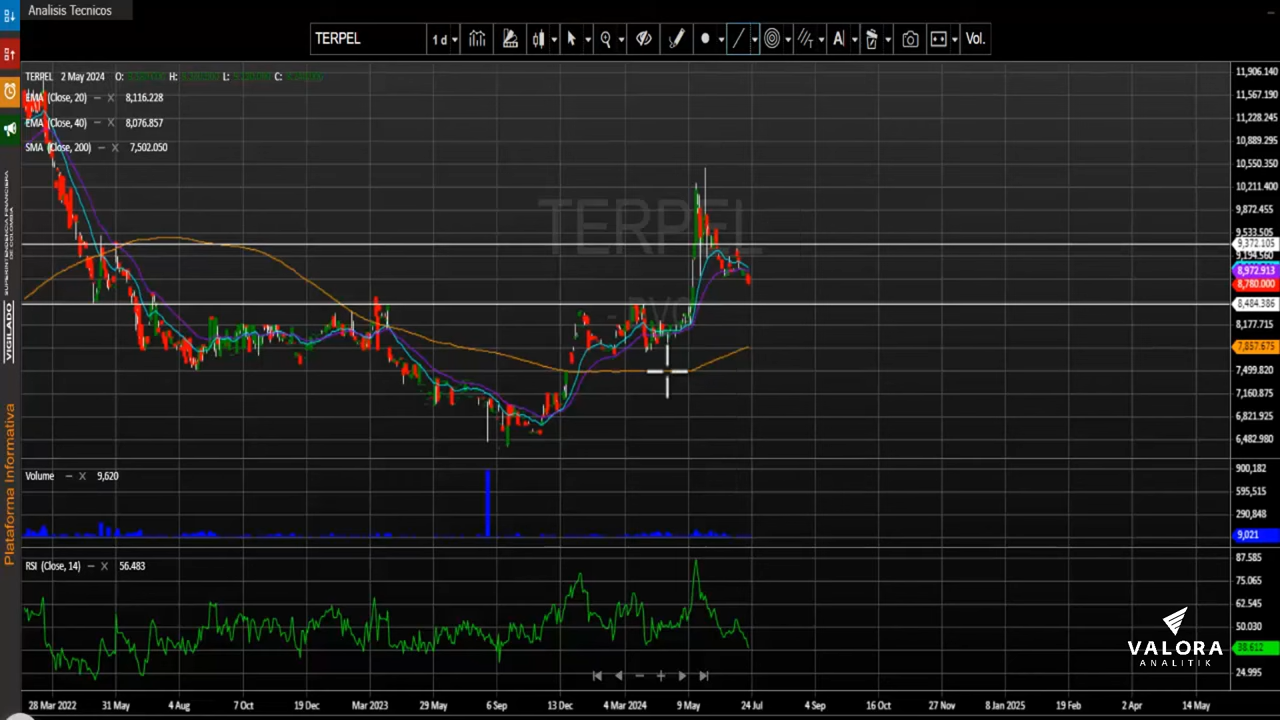 Analisis Tecnicos
TERPEL
1 d
A
Vol.
TERPEL 2 May 2024 O: H: L: C:
EMA (Close, 20) 8,116.228
EMA (Close, 40) 8,076.857
SMA (Close, 200) 7,502.050
TERPEL
BVC
11,906.140
11,567.190
11,228.245
10,889.295
10,550.350
10,211.400
9,872.455
9,533.505
9,372.105
9,194.560
8,972.913
8,780.000
8,484.386
8,177.715
7,857.675
7,499.820
7,160.875
6,821.925
6,482.980
Volume 9,620
900,182
595,515
290,848
9,021
RSI (Close, 14) 56.483
87.585
75.065
62.545
50.030
38.612
24.995
28 Mar 2022
31 May
4 Aug
7 Oct
19 Dec
Mar 2023
29 May
6 Sep
13 Dec
4 Mar 2024
9 May
24 Jul
4 Sep
16 Oct
27 Nov
8 Jan 2025
19 Feb
2 Apr
14 May
VIGILADO
SUPERINTENDENCIA FINANCIERA
DE COLOMBIA
Plataforma Informativa
VALORA
ANALITIK